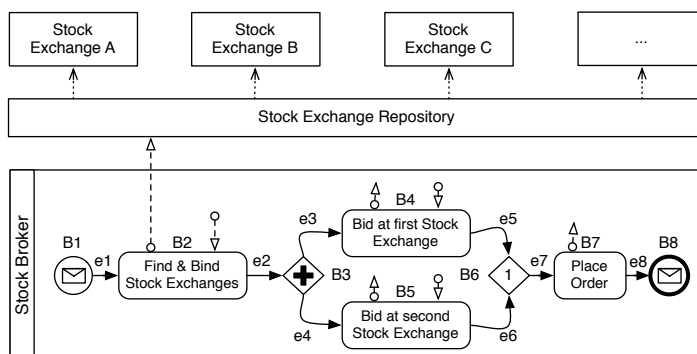 Stock
Exchange A
Stock
Exchange B
Stock
Exchange C
...
Stock Exchange Repository
Stock Broker
B1
e1
B2
Find & Bind
Stock Exchanges
e2
B3
e3
e4
B4
Bid at first Stock
Exchange
e5
B5
Bid at second
Stock Exchange
e6
B6
1
e7
B7
Place
Order
e8
B8